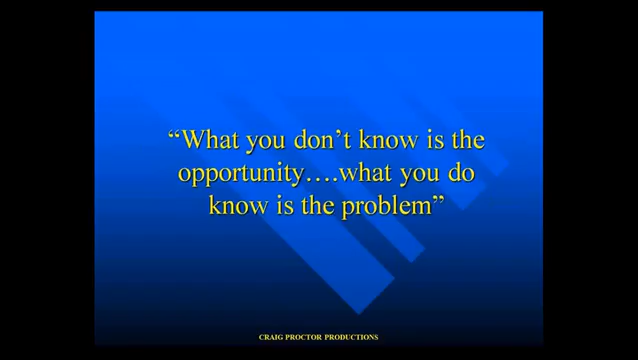 “What you don’t know is the
opportunity….what you do
know is the problem”
CRAIG PROCTOR PRODUCTIONS